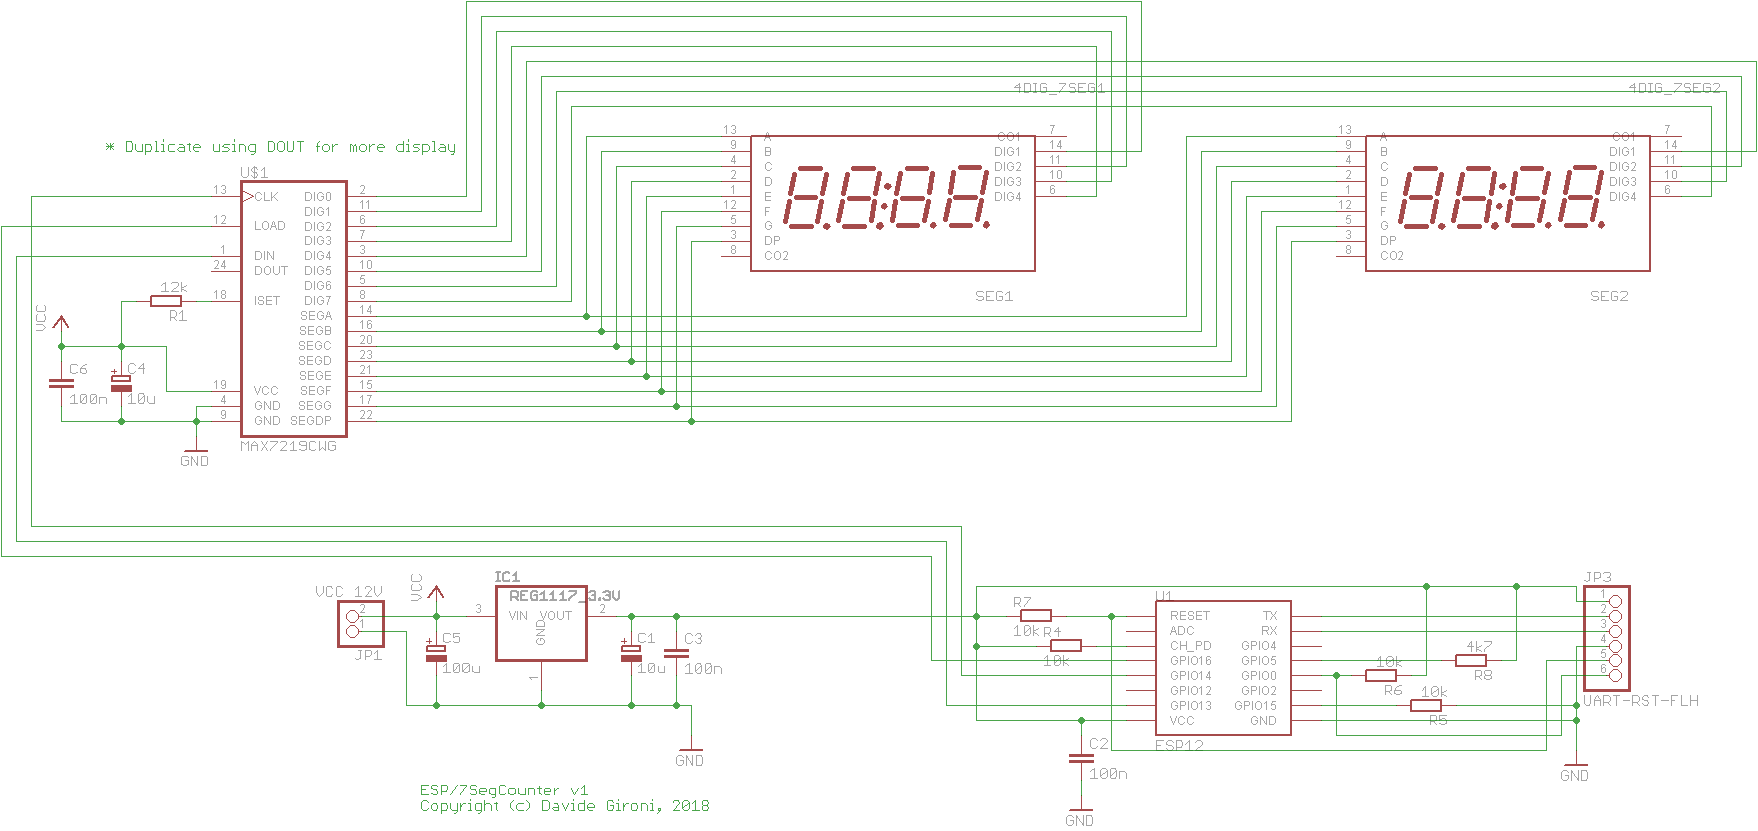 4DIG_7SEG1
4DIG_7SEG2
* Duplicate using DOUT for more display
U$1
13 CLK
12 LOAD
1 DIN
24 DOUT
18 ISET
19 VCC
4 GND
9 GND
DIG0 2
DIG1 11
DIG2 6
DIG3 7
DIG4 3
DIG5 10
DIG6 5
DIG7 8
SEGA 14
SEGB 16
SEGC 20
SEGD 23
SEGE 21
SEGF 15
SEGG 17
SEGDP 22
MAX7219CWG
12k
R1
VCC
C6
100n
C4
10u
GND
13 A
9 B
4 C
2 D
1 E
12 F
5 G
3 DP
8 CO2
CO1 7
DIG1 14
DIG2 11
DIG3 10
DIG4 6
SEG1
13 A
9 B
4 C
2 D
1 E
12 F
5 G
3 DP
8 CO2
CO1 7
DIG1 14
DIG2 11
DIG3 10
DIG4 6
SEG2
VCC 12V
2
1
JP1
VCC
C5
100u
IC1
REG1117_3.3V
3 VIN
VOUT 2
GND
1
C1
10u
C3
100n
GND
R7
10k
R4
10k
U1
RESET
ADC
CH_PD
GPIO16
GPIO14
GPIO12
GPIO13
VCC
TX
RX
GPIO4
GPIO5
GPIO0
GPIO2
GPIO15
GND
ESP12
C2
100n
GND
4k7
R8
10k
R6
10k
R5
JP3
1
2
3
4
5
6
UART-RST-FLH
GND
ESP/7SegCounter v1
Copyright (c) Davide Gironi, 2018